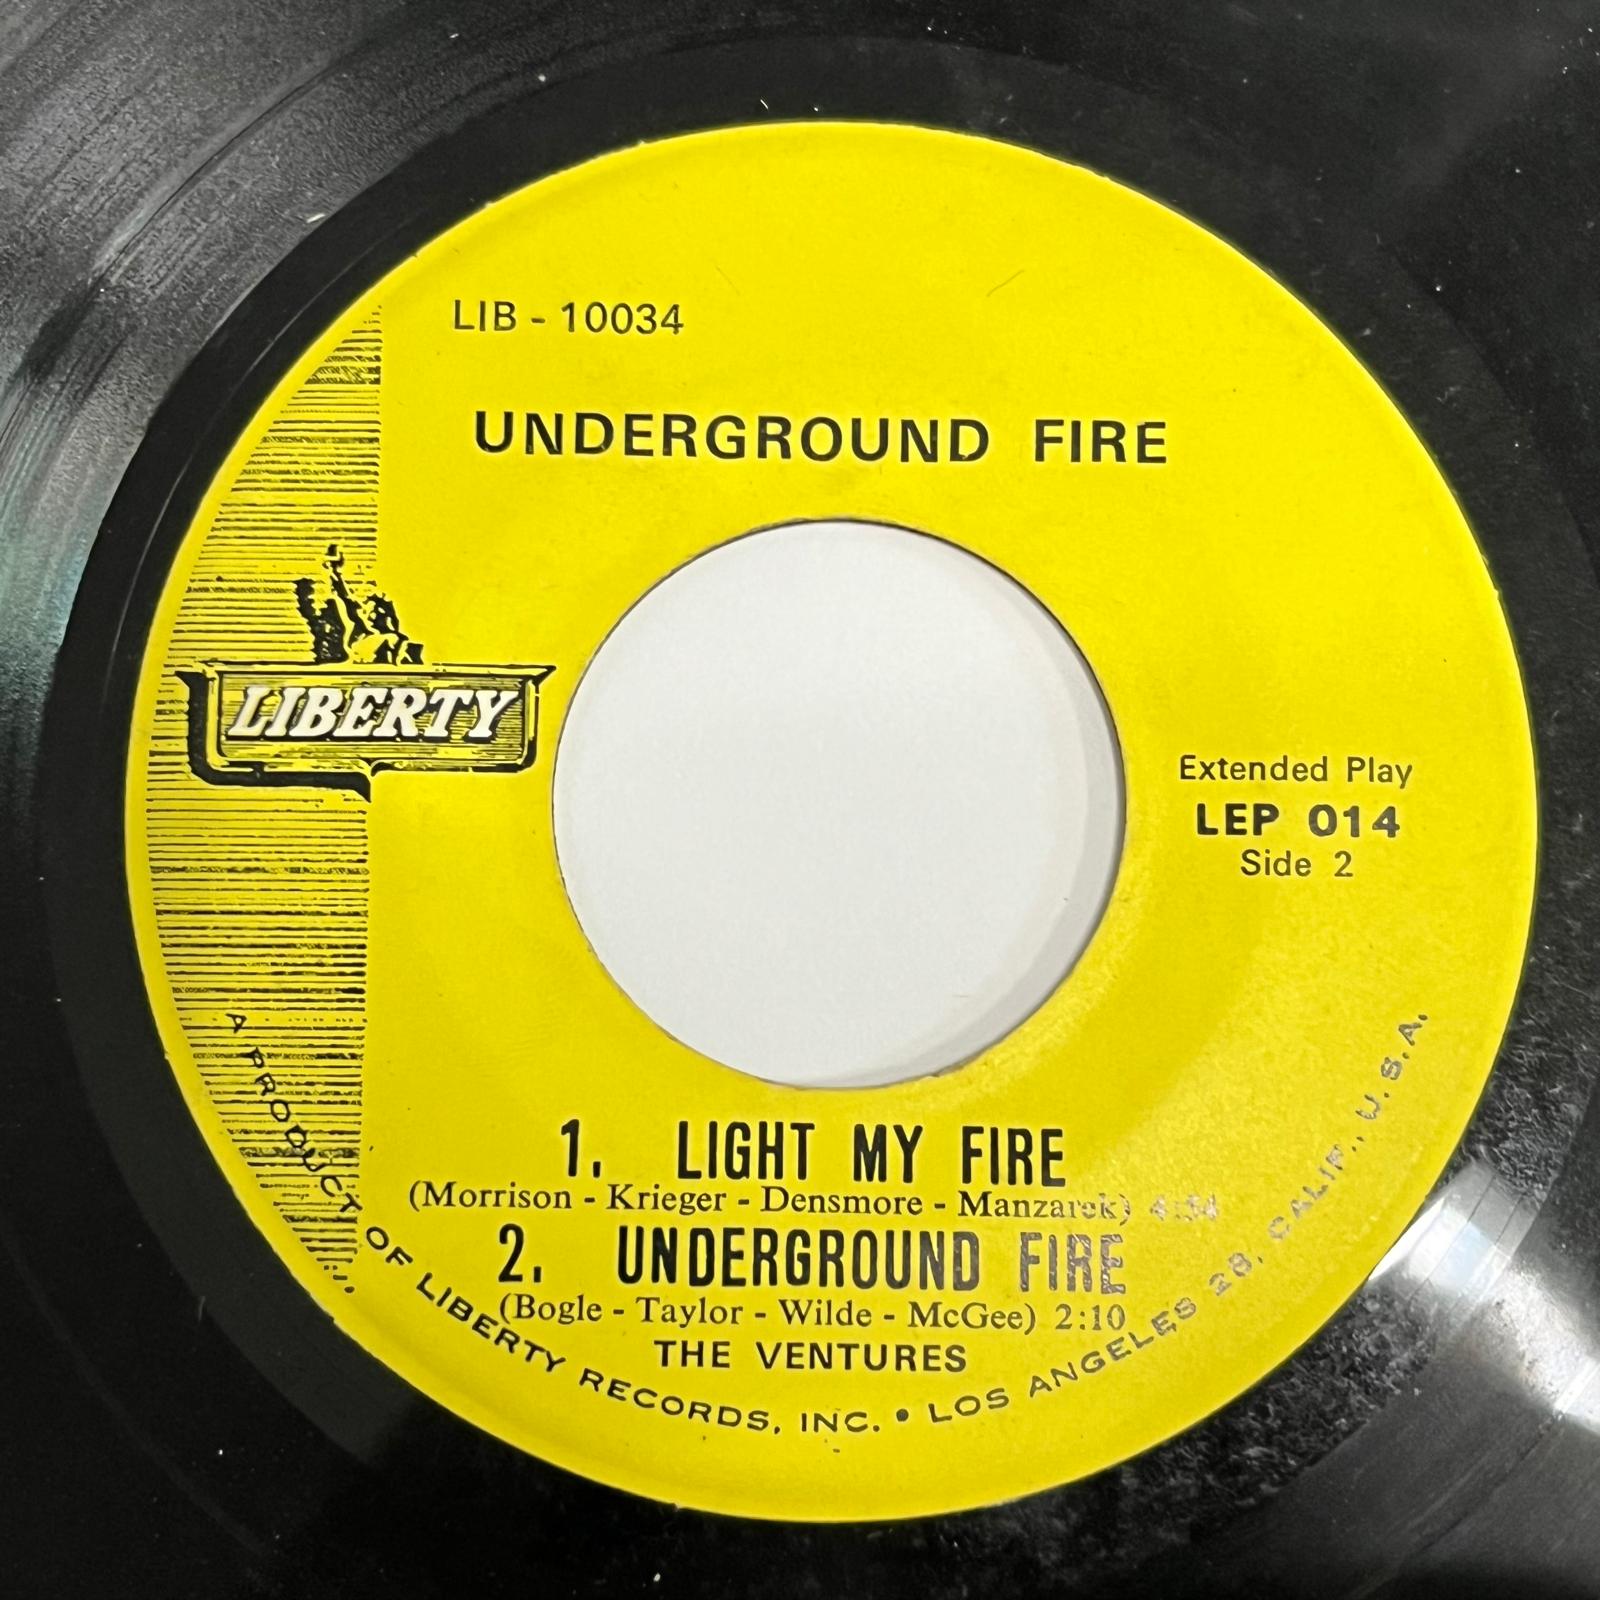 LIB - 10034
UNDERGROUND FIRE
LIBERTY
Extended Play
LEP 014
Side 2
1. LIGHT MY FIRE
(Morrison - Krieger - Densmore - Manzarek) 4:34
2. UNDERGROUND FIRE
(Bogle - Taylor - Wilde - McGee) 2:10
THE VENTURES
A PRODUCT OF LIBERTY RECORDS, INC. • LOS ANGELES 28, CALIF., U.S.A.